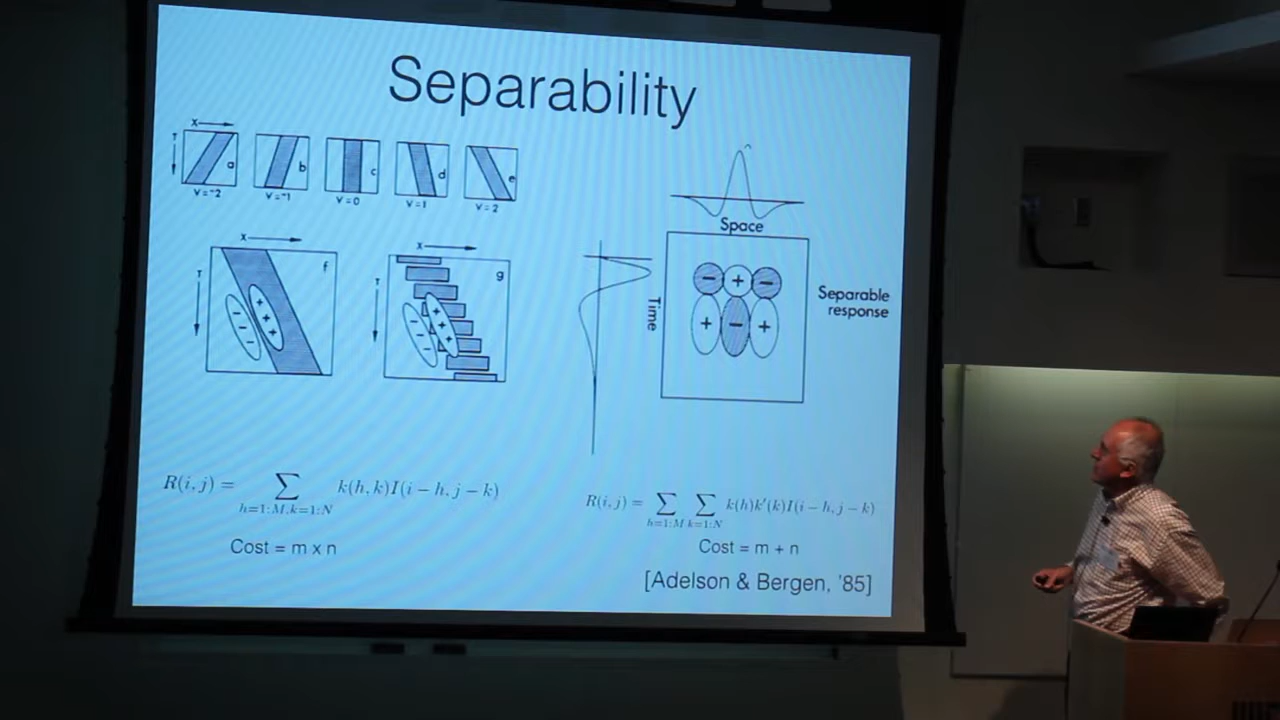 Separability
X
T
a
b
c
d
e
V=-2
V=-1
V=0
V=1
V=2
X
T
f
- - -
+ + +
X
T
g
- - -
+ + +
Space
Time
- + -
+ - +
Separable
response
R(i, j) = ∑ k(h, k)I(i − h, j − k)
h=1:M,k=1:N
Cost = m x n
R(i, j) = ∑ ∑ k(h)k′(k)I(i − h, j − k)
h=1:M k=1:N
Cost = m + n
[Adelson & Bergen, '85]